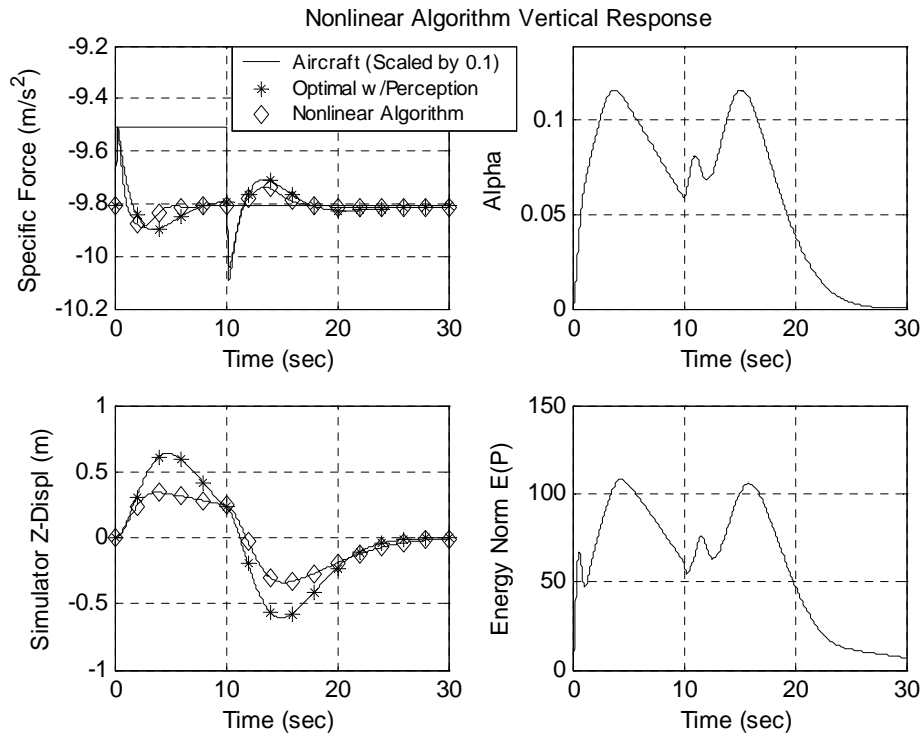 Nonlinear Algorithm Vertical Response
Specific Force (m/s2)
-9.2
-9.4
-9.6
-9.8
-10
-10.2
0 10 20 30
Time (sec)
Aircraft (Scaled by 0.1)
Optimal w/Perception
Nonlinear Algorithm
Alpha
0.1
0.05
0
0 10 20 30
Time (sec)
Simulator Z-Displ (m)
1
0.5
0
-0.5
-1
0 10 20 30
Time (sec)
Energy Norm E(P)
150
100
50
0
0 10 20 30
Time (sec)